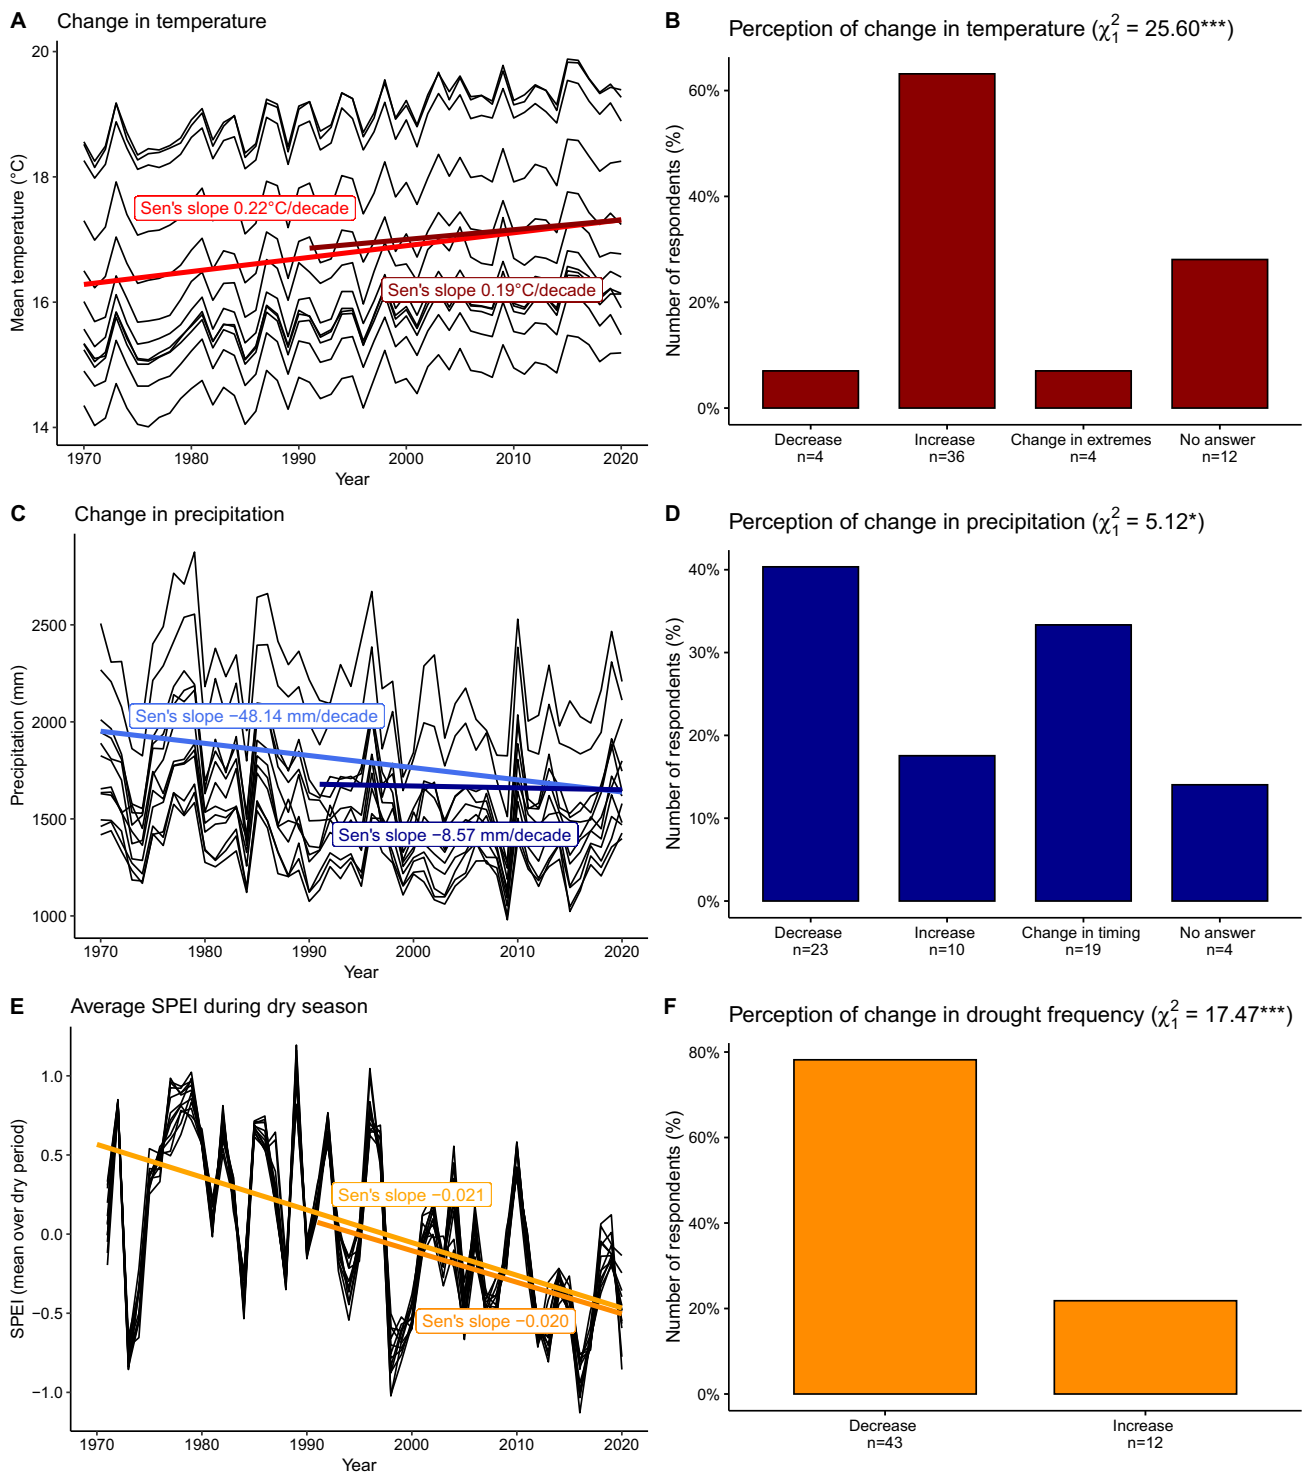 A Change in temperature
Mean temperature (°C)
20
18
16
14
Sen's slope 0.22°C/decade
Sen's slope 0.19°C/decade
1970 1980 1990 2000 2010 2020
Year
B Perception of change in temperature (χ²₁ = 25.60***)
Number of respondents (%)
60%
40%
20%
0%
Decrease Increase Change in extremes No answer
n=4 n=36 n=4 n=12
C Change in precipitation
Precipitation (mm)
2500
2000
1500
1000
Sen's slope −48.14 mm/decade
Sen's slope −8.57 mm/decade
1970 1980 1990 2000 2010 2020
Year
D Perception of change in precipitation (χ²₁ = 5.12*)
Number of respondents (%)
40%
30%
20%
10%
0%
Decrease Increase Change in timing No answer
n=23 n=10 n=19 n=4
E Average SPEI during dry season
SPEI (mean over dry period)
1.0
0.5
0.0
−0.5
−1.0
Sen's slope −0.021
Sen's slope −0.020
1970 1980 1990 2000 2010 2020
Year
F Perception of change in drought frequency (χ²₁ = 17.47***)
Number of respondents (%)
80%
60%
40%
20%
0%
Decrease Increase
n=43 n=12